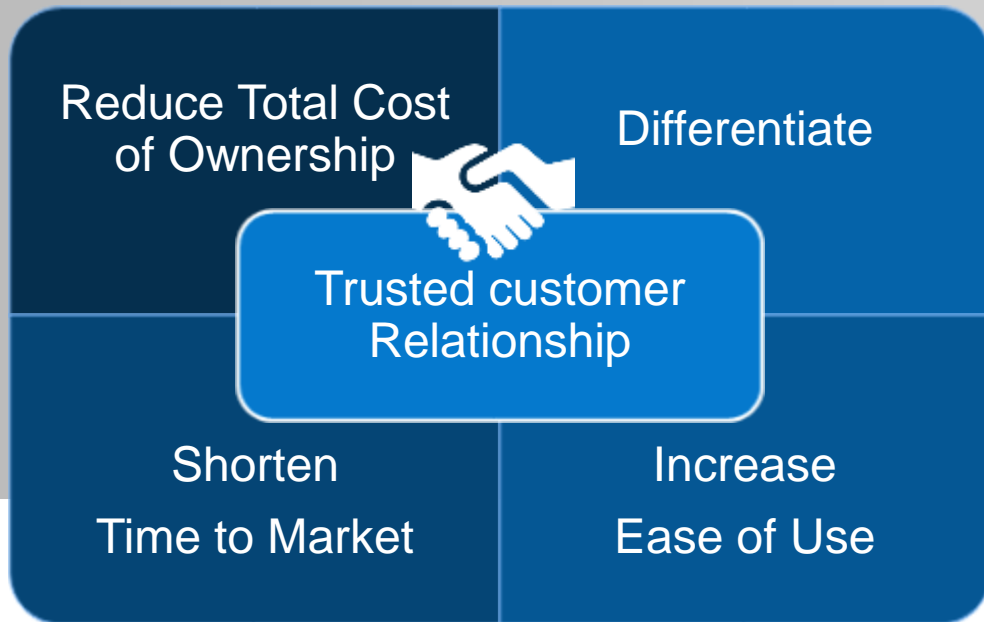 Reduce Total Cost
of Ownership
Differentiate
Trusted customer
Relationship
Shorten
Time to Market
Increase
Ease of Use